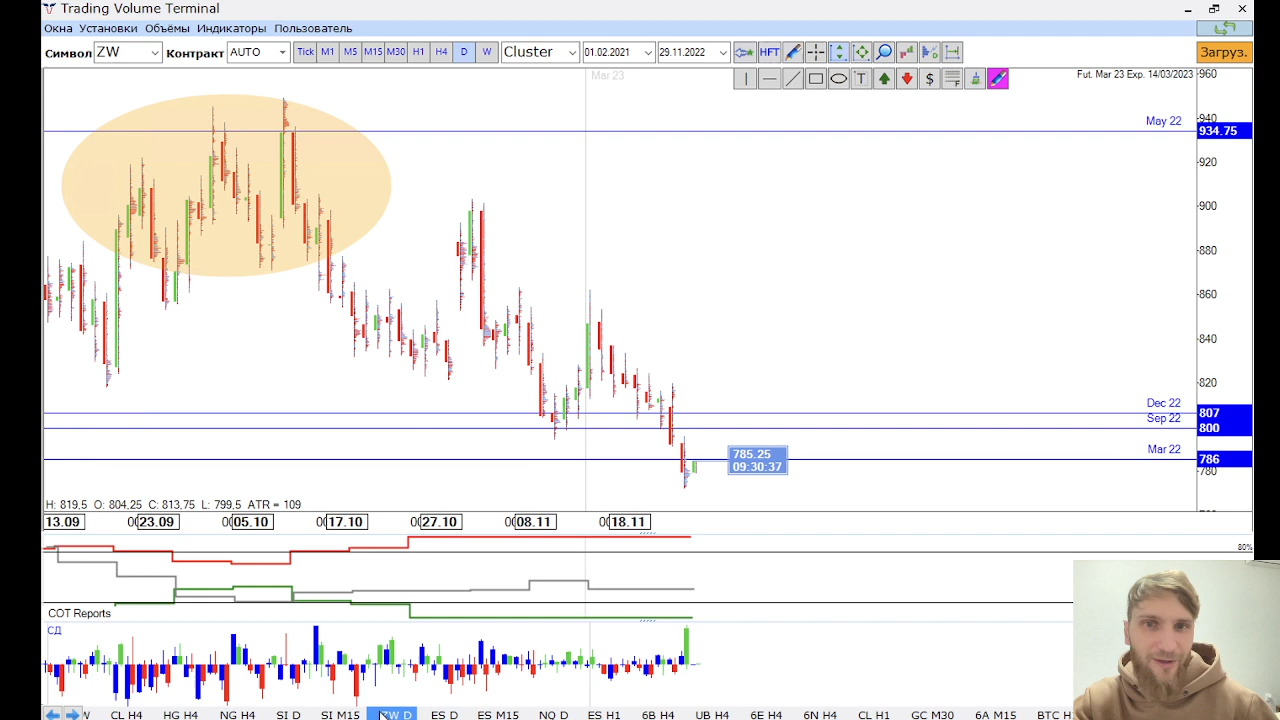 Trading Volume Terminal
Окна Установки Объёмы Индикаторы Пользователь
Символ ZW Контракт AUTO Tick M1 M5 M15 M30 H1 H4 D W Cluster 01.02.2021 29.11.2022 HFT Загруз.
Mar 23
T $ F
Fut. Mar 23 Exp. 14/03/2023
960
940
May 22
934.75
920
900
880
860
840
820
Dec 22
807
Sep 22
800
Mar 22
786
785.25
09:30:37
780
H: 819,5 O: 804,25 C: 813,75 L: 799,5 ATR = 109
13.09 23.09 05.10 17.10 27.10 08.11 18.11
80%
COT Reports
СД
CL H4 HG H4 NG H4 SI D SI M15 ZW D ES D ES M15 NQ D ES H1 6B H4 UB H4 6E H4 6N H4 CL H1 GC M30 6A M15 BTC H